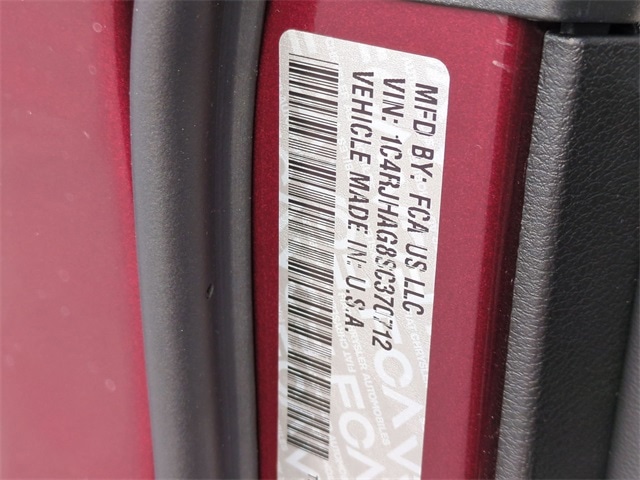 MFD BY: FCA US LLC
VIN: 1C4RJHAG8SC370712
VEHICLE MADE IN: U.S.A.